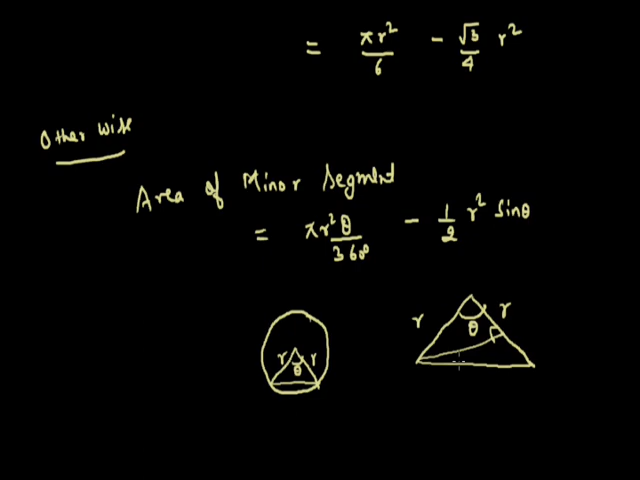 = πr²/6 - √3/4 r²
Other wise
Area of Minor Segment
= πr²θ/360° - 1/2 r² sinθ
r r
θ
r r
θ